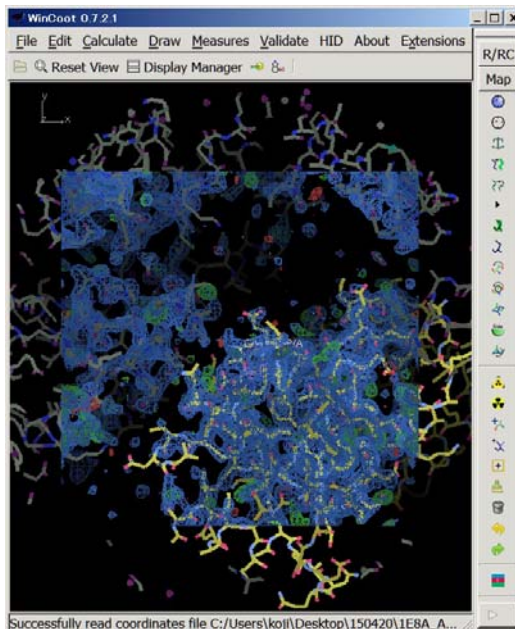 WinCoot 0.7.2.1
File Edit Calculate Draw Measures Validate HID About Extensions
Reset View Display Manager
R/RC
Map
Successfully read coordinates file C:/Users\koji\Desktop\150420\1E8A_A...